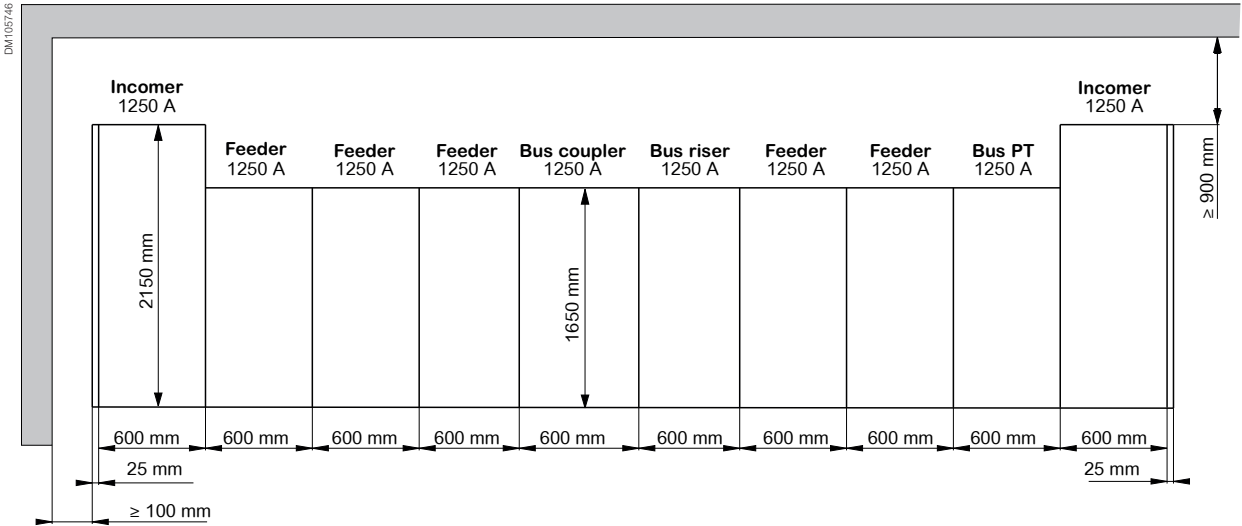 DM105746
Incomer
1250 A
Incomer
1250 A
Feeder
1250 A
Feeder
1250 A
Feeder
1250 A
Bus coupler
1250 A
Bus riser
1250 A
Feeder
1250 A
Feeder
1250 A
Bus PT
1250 A
≥ 900 mm
2150 mm
1650 mm
600 mm
600 mm
600 mm
600 mm
600 mm
600 mm
600 mm
600 mm
600 mm
600 mm
25 mm
25 mm
≥ 100 mm